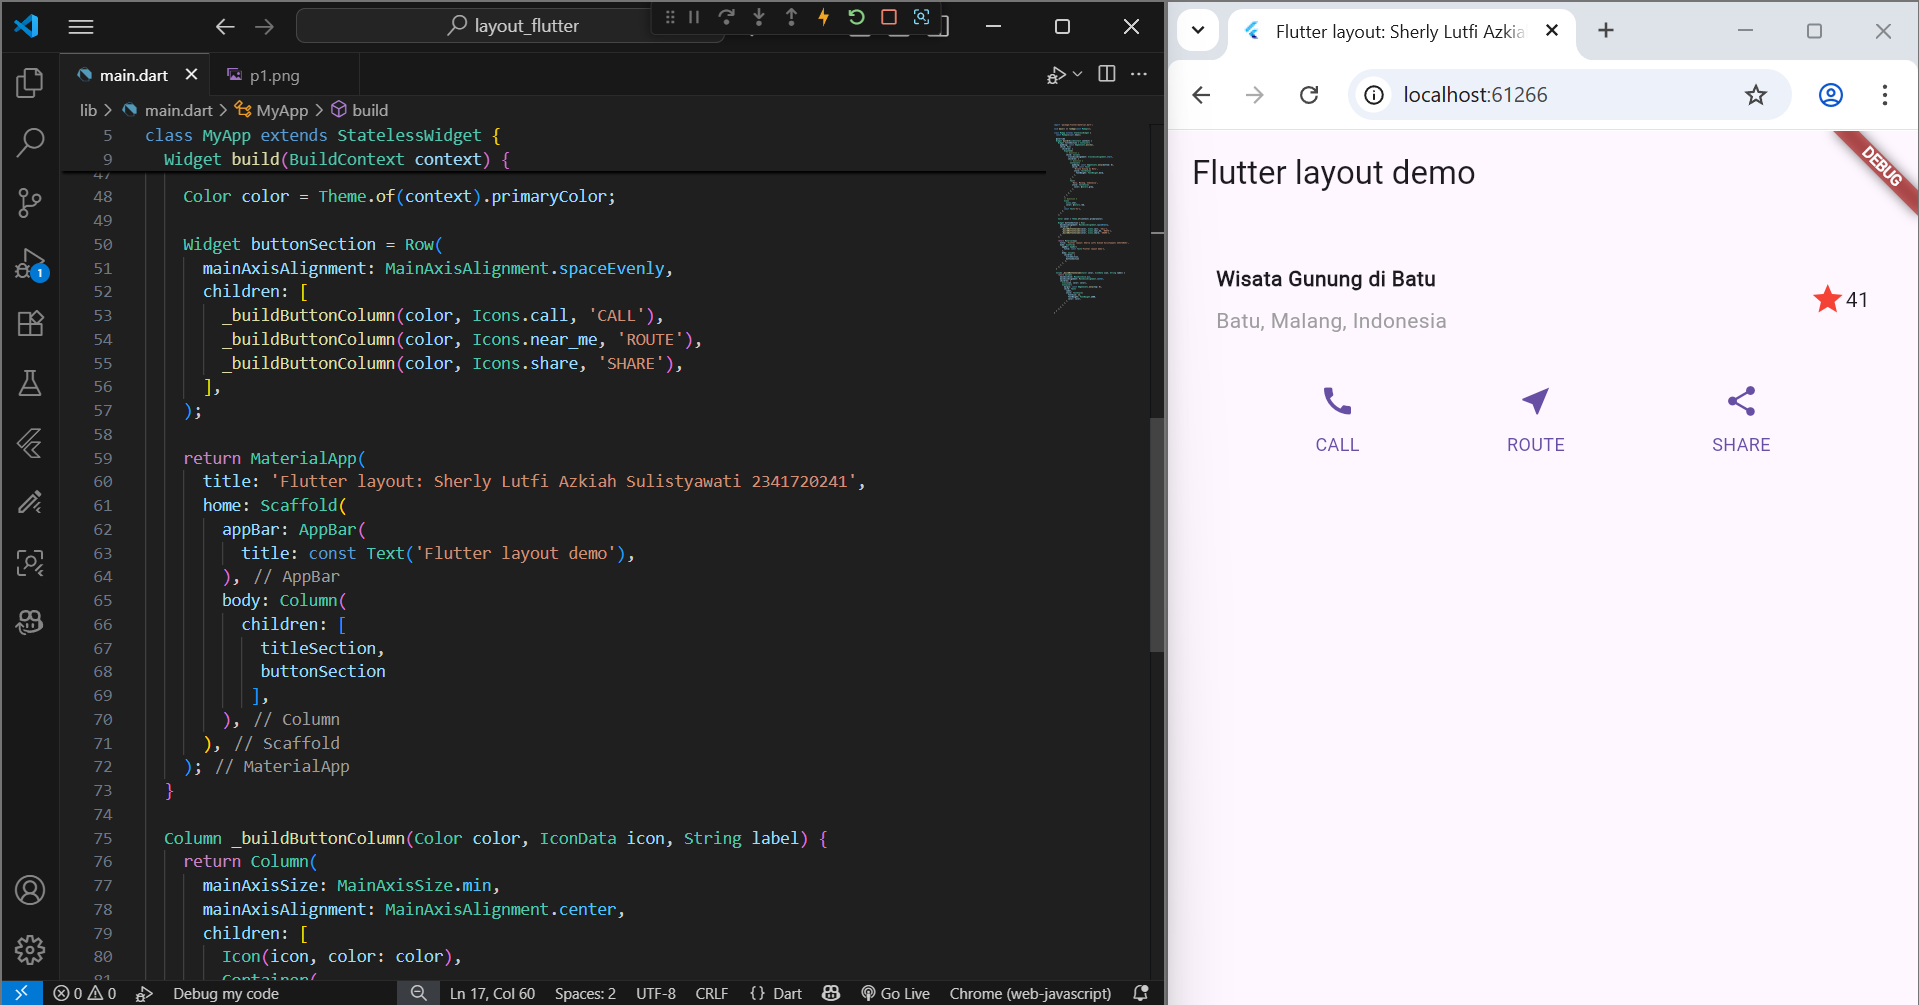 layout_flutter
main.dart
p1.png
lib > main.dart > MyApp > build
5 class MyApp extends StatelessWidget {
9 Widget build(BuildContext context) {
47
48 Color color = Theme.of(context).primaryColor;
49
50 Widget buttonSection = Row(
51 mainAxisAlignment: MainAxisAlignment.spaceEvenly,
52 children: [
53 _buildButtonColumn(color, Icons.call, 'CALL'),
54 _buildButtonColumn(color, Icons.near_me, 'ROUTE'),
55 _buildButtonColumn(color, Icons.share, 'SHARE'),
56 ],
57 );
58
59 return MaterialApp(
60 title: 'Flutter layout: Sherly Lutfi Azkiah Sulistyawati 2341720241',
61 home: Scaffold(
62 appBar: AppBar(
63 title: const Text('Flutter layout demo'),
64 ), // AppBar
65 body: Column(
66 children: [
67 titleSection,
68 buttonSection
69 ],
70 ), // Column
71 ), // Scaffold
72 ); // MaterialApp
73 }
74
75 Column _buildButtonColumn(Color color, IconData icon, String label) {
76 return Column(
77 mainAxisSize: MainAxisSize.min,
78 mainAxisAlignment: MainAxisAlignment.center,
79 children: [
80 Icon(icon, color: color),
81 Container(
1
0 0 Debug my code Ln 17, Col 60 Spaces: 2 UTF-8 CRLF {} Dart Go Live Chrome (web-javascript)
Flutter layout: Sherly Lutfi Azkia
localhost:61266
Flutter layout demo
DEBUG
Wisata Gunung di Batu
Batu, Malang, Indonesia
41
CALL ROUTE SHARE